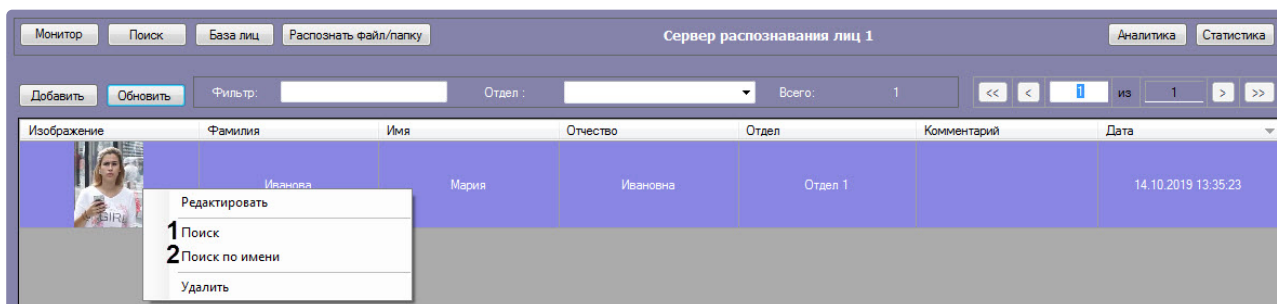 Монитор Поиск База лиц Распознать файл/папку Сервер распознавания лиц 1 Аналитика Статистика
Добавить Обновить Фильтр: Отдел : Всего: 1 << < 1 из 1 > >>
Изображение Фамилия Имя Отчество Отдел Комментарий Дата
Иванова Мария Ивановна Отдел 1 14.10.2019 13:35:23
GIRL
Редактировать
1 Поиск
2 Поиск по имени
Удалить